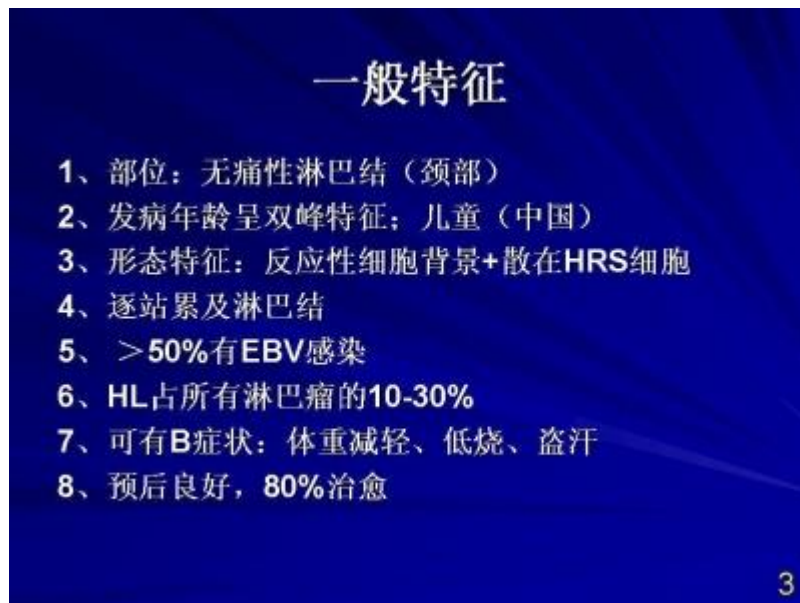 一般特征
1、部位：无痛性淋巴结（颈部）
2、发病年龄呈双峰特征；儿童（中国）
3、形态特征：反应性细胞背景+散在HRS细胞
4、逐站累及淋巴结
5、 ＞50%有EBV感染
6、HL占所有淋巴瘤的10-30%
7、可有B症状：体重减轻、低烧、盗汗
8、预后良好，80%治愈
3